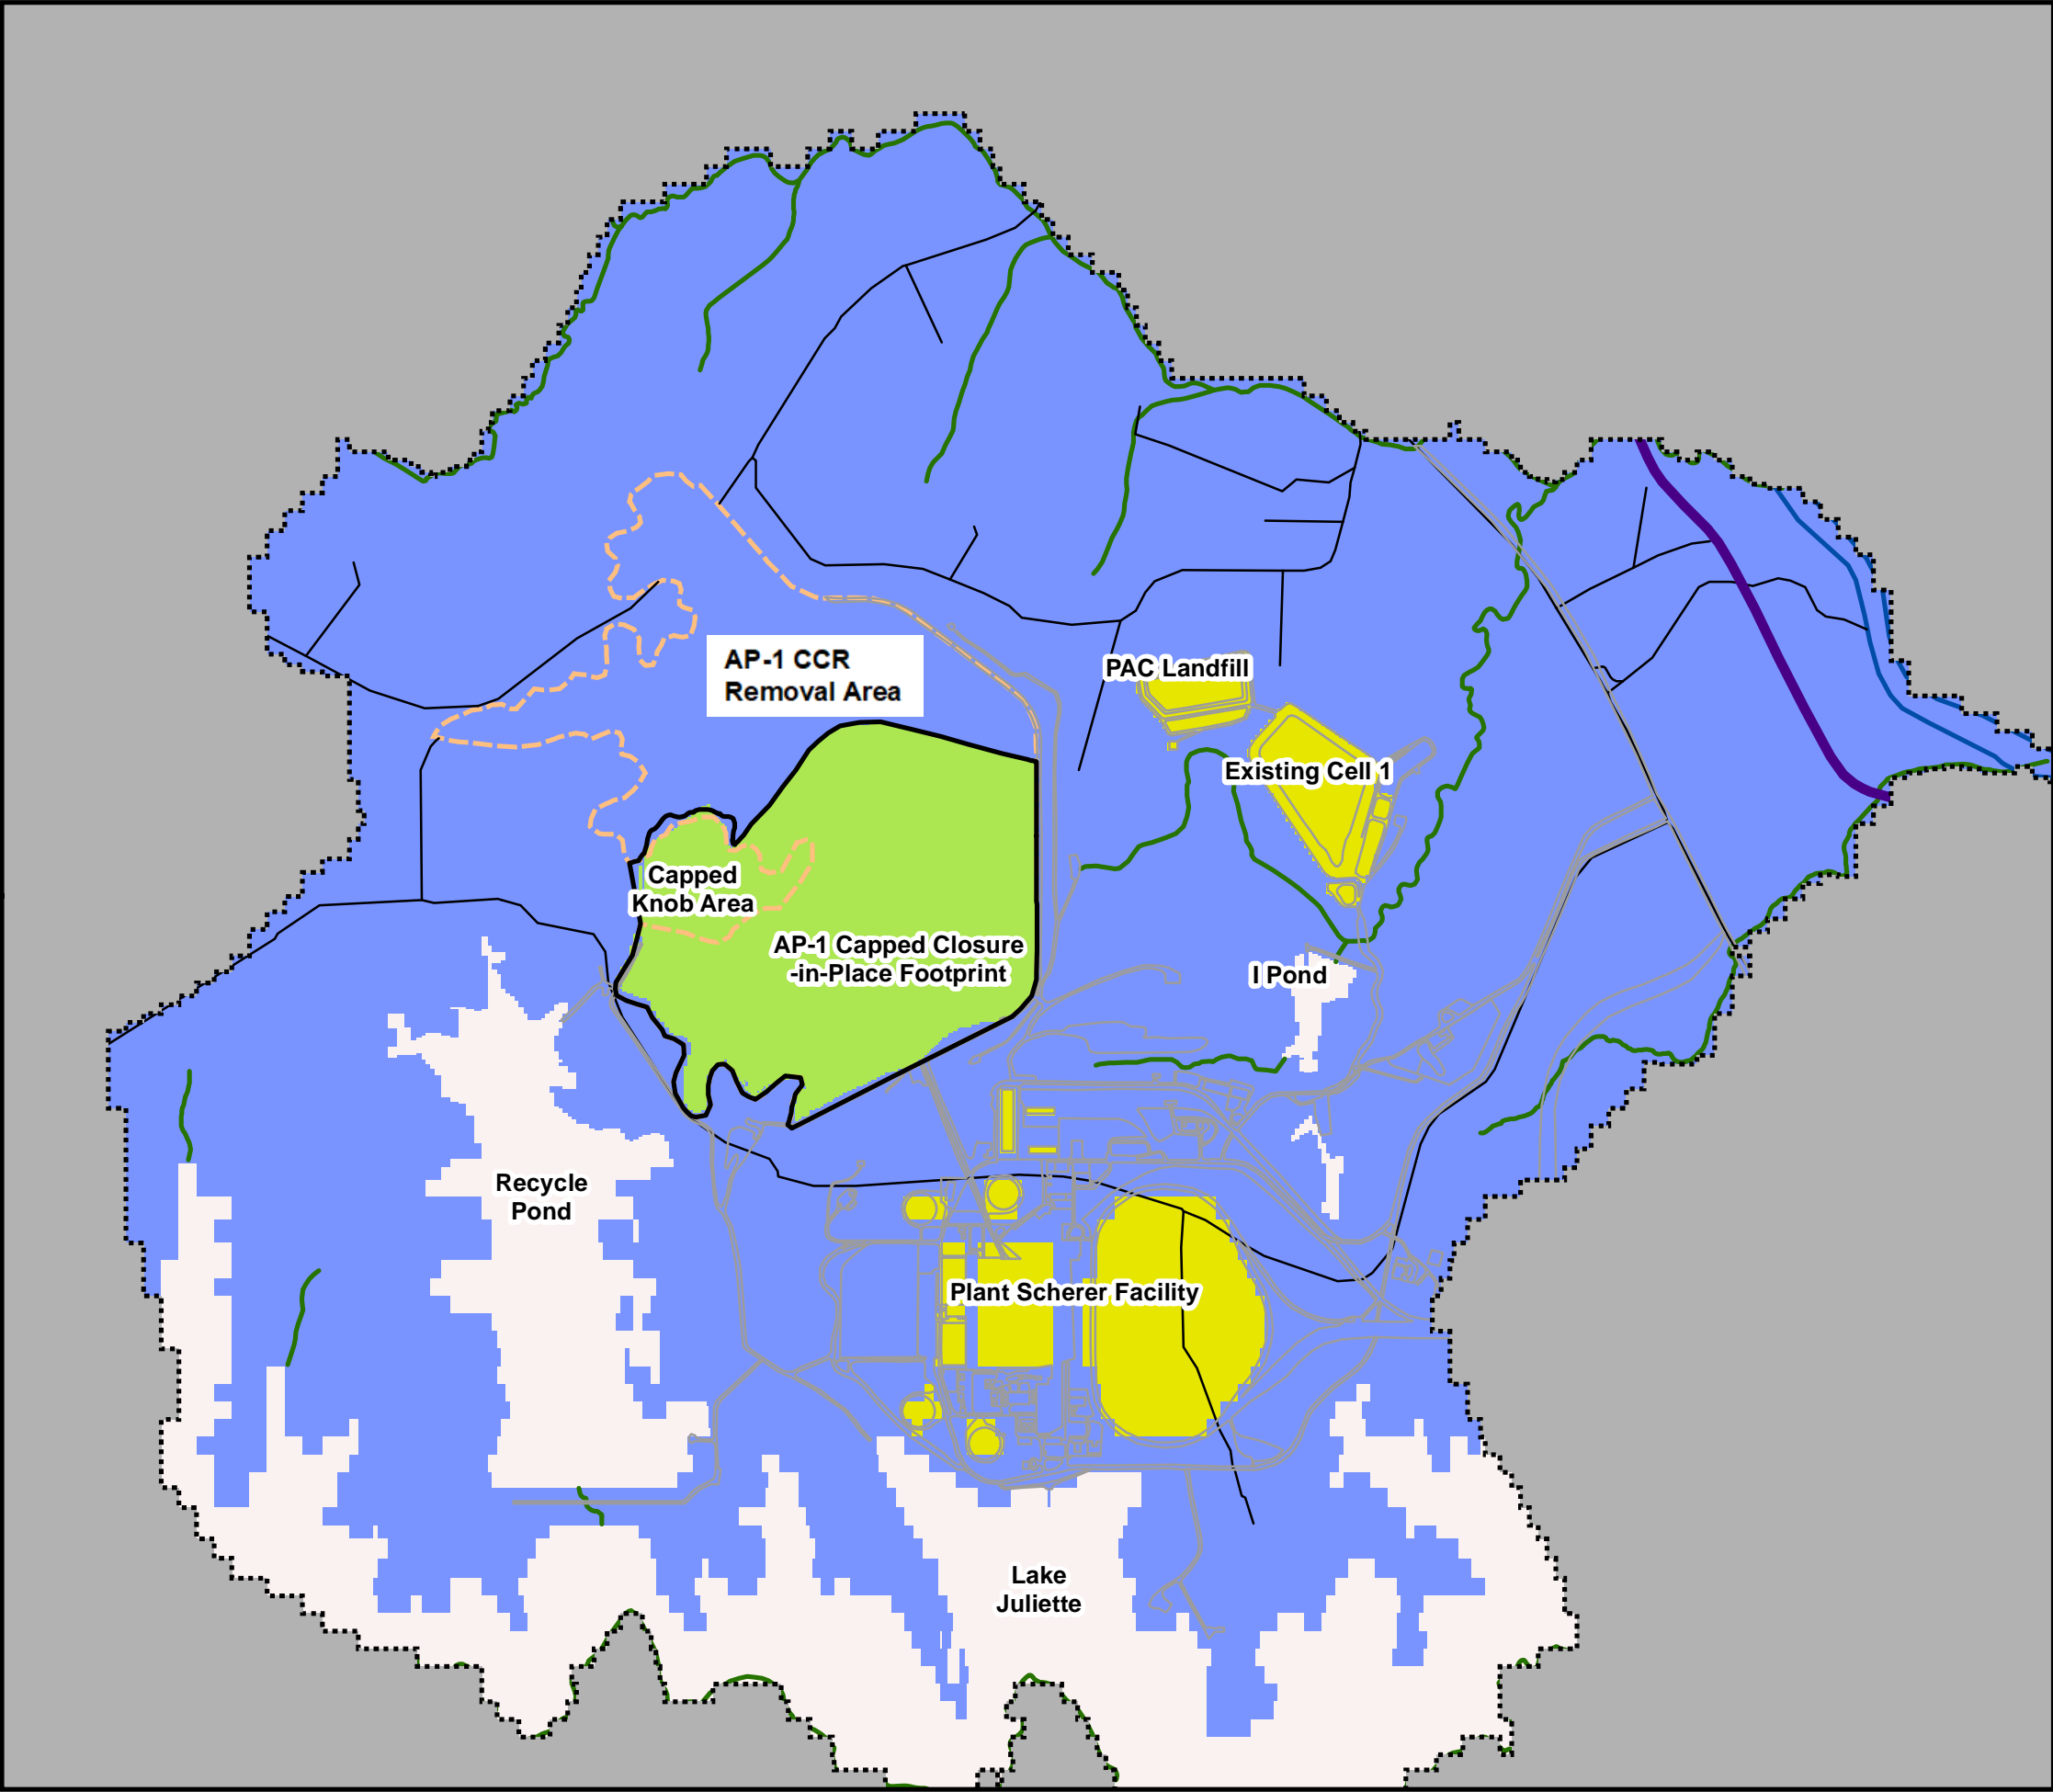 AP-1 CCR
Removal Area
PAC Landfill
Existing Cell 1
Capped
Knob Area
AP-1 Capped Closure
-in-Place Footprint
I Pond
Recycle
Pond
Plant Scherer Facility
Lake
Juliette